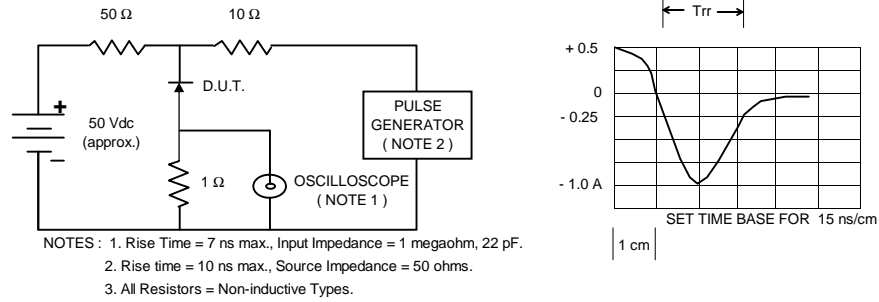 50 Ω
10 Ω
+
50 Vdc
(approx.)
D.U.T.
1 Ω
OSCILLOSCOPE
( NOTE 1 )
PULSE
GENERATOR
( NOTE 2 )
NOTES : 1. Rise Time = 7 ns max., Input Impedance = 1 megaohm, 22 pF.
2. Rise time = 10 ns max., Source Impedance = 50 ohms.
3. All Resistors = Non-inductive Types.
Trr
+ 0.5
0
- 0.25
- 1.0 A
SET TIME BASE FOR 15 ns/cm
1 cm